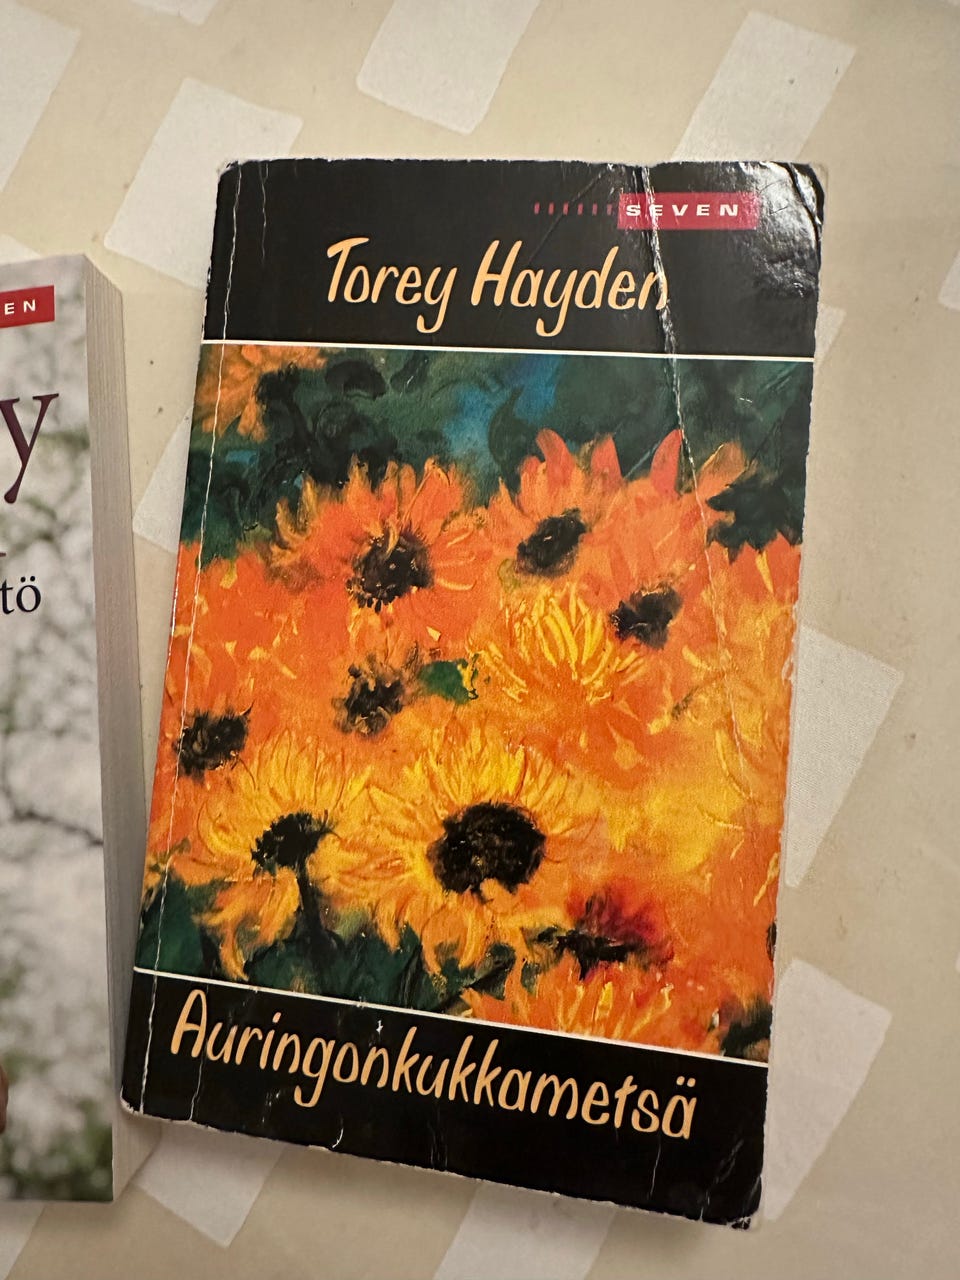 SEVEN
Torey Hayden
Auringonkukkametsä
EN
y
tö